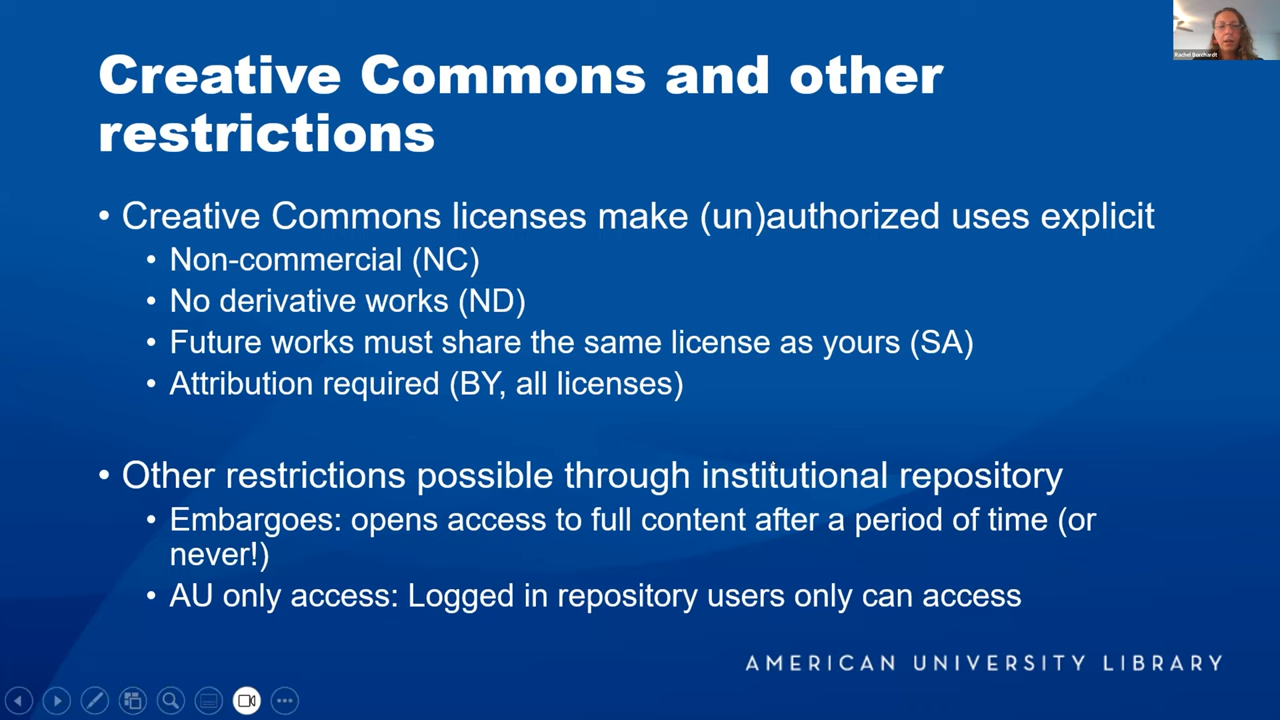 Creative Commons and other
restrictions
• Creative Commons licenses make (un)authorized uses explicit
• Non-commercial (NC)
• No derivative works (ND)
• Future works must share the same license as yours (SA)
• Attribution required (BY, all licenses)
• Other restrictions possible through institutional repository
• Embargoes: opens access to full content after a period of time (or
never!)
• AU only access: Logged in repository users only can access
AMERICAN UNIVERSITY LIBRARY
Rachel Borchardt